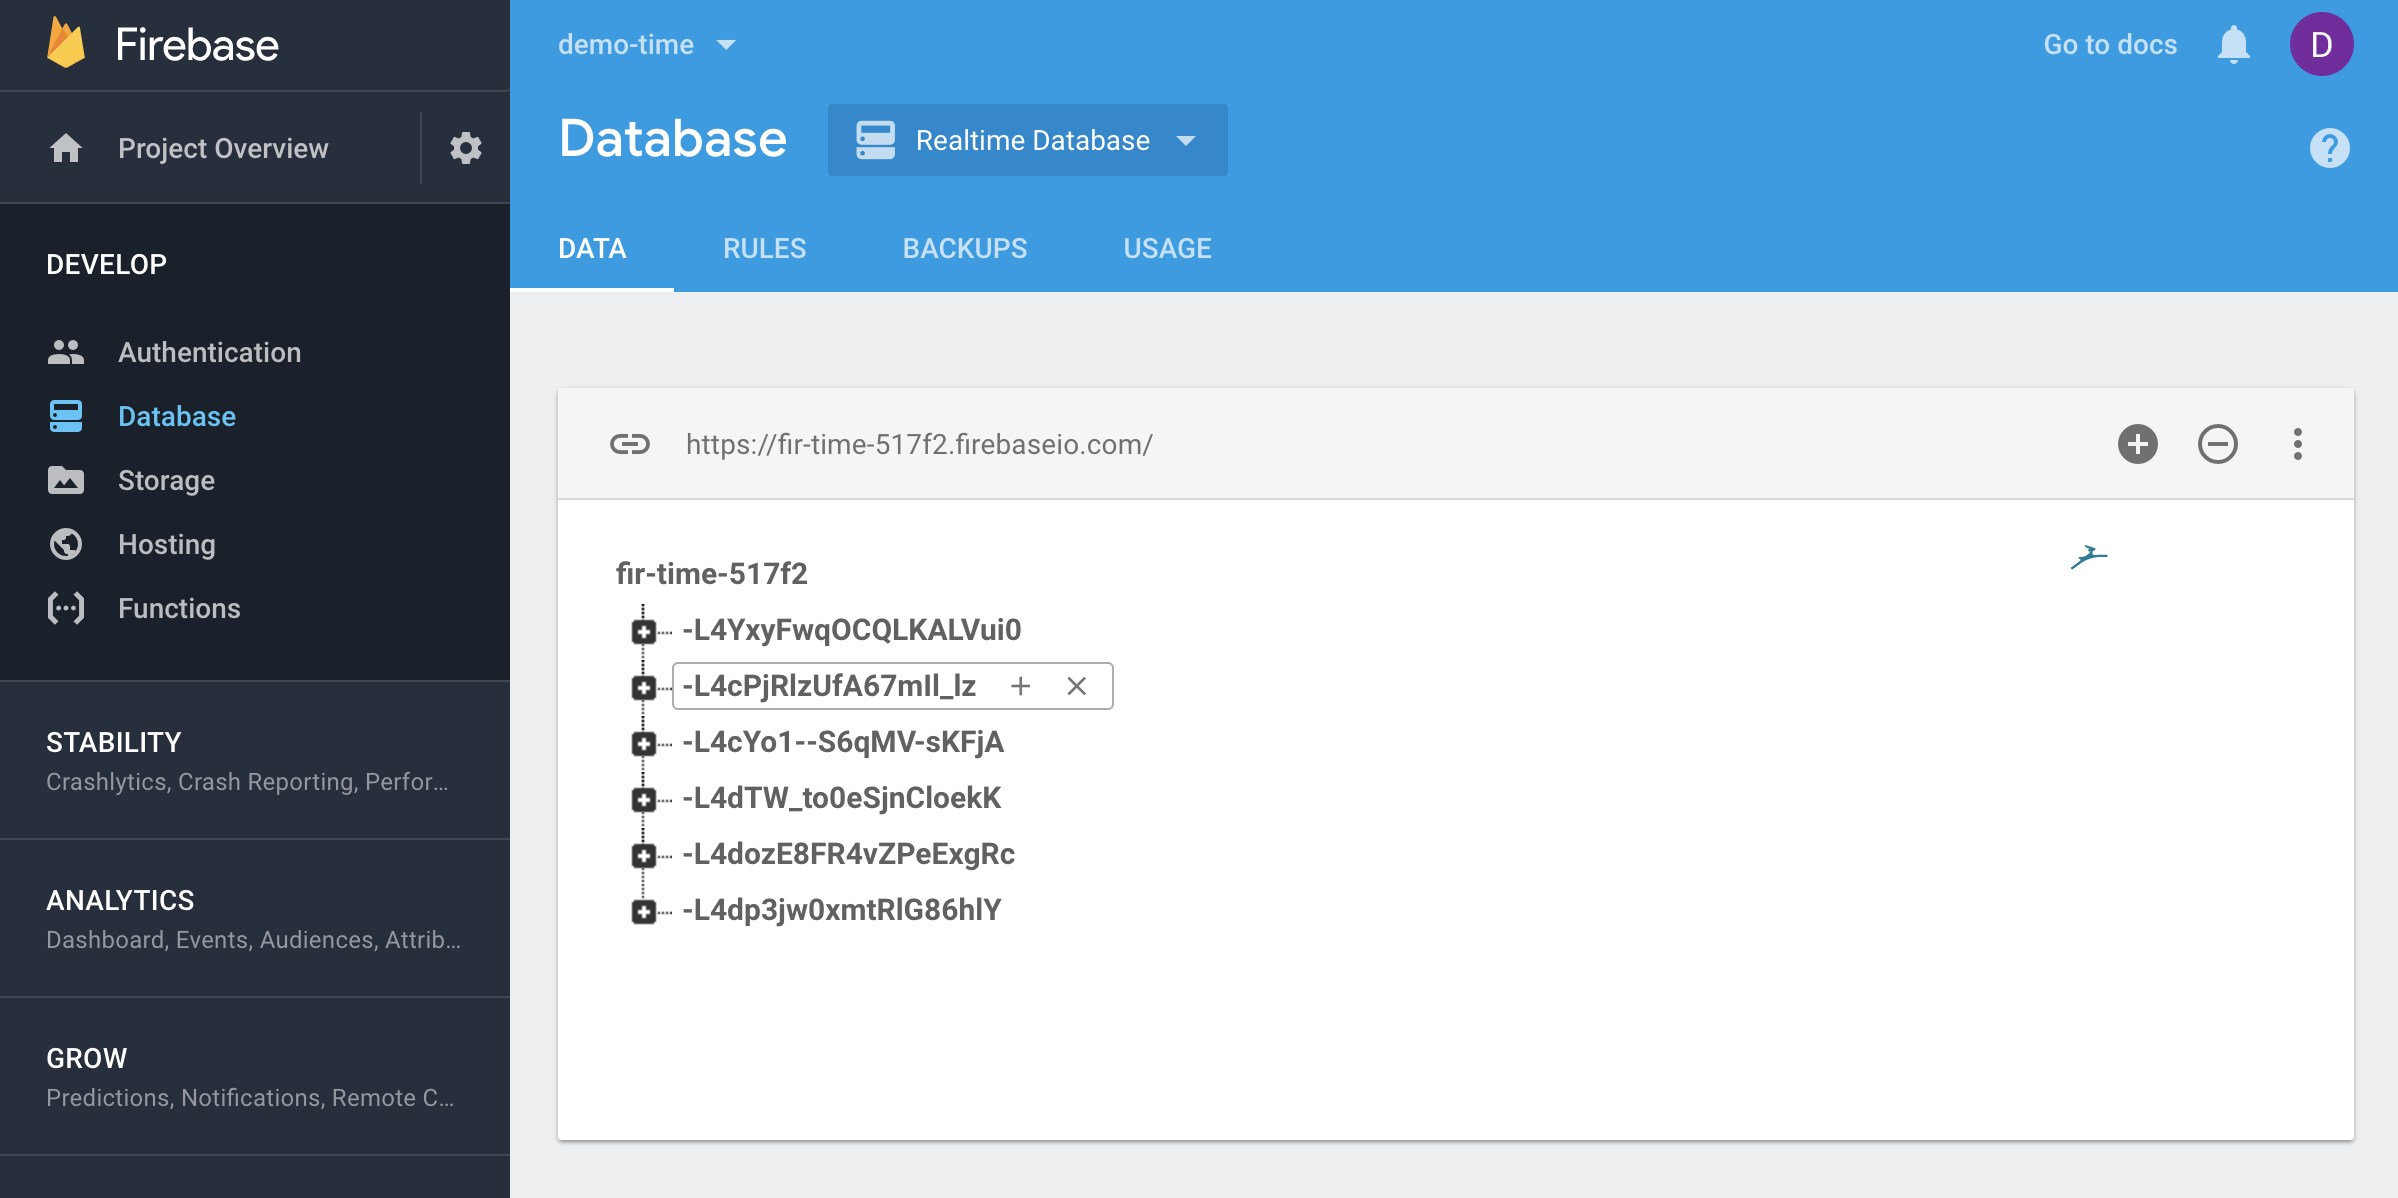 Firebase
Project Overview
DEVELOP
Authentication
Database
Storage
Hosting
Functions
STABILITY
Crashlytics, Crash Reporting, Perfor...
ANALYTICS
Dashboard, Events, Audiences, Attrib...
GROW
Predictions, Notifications, Remote C...
demo-time
Go to docs
D
Database
Realtime Database
DATA RULES BACKUPS USAGE
https://fir-time-517f2.firebaseio.com/
fir-time-517f2
-L4YxyFwqOCQLKALVui0
-L4cPjRlzUfA67mIl_lz
-L4cYo1--S6qMV-sKFjA
-L4dTW_to0eSjnCloekK
-L4dozE8FR4vZPeExgRc
-L4dp3jw0xmtRlG86hlY